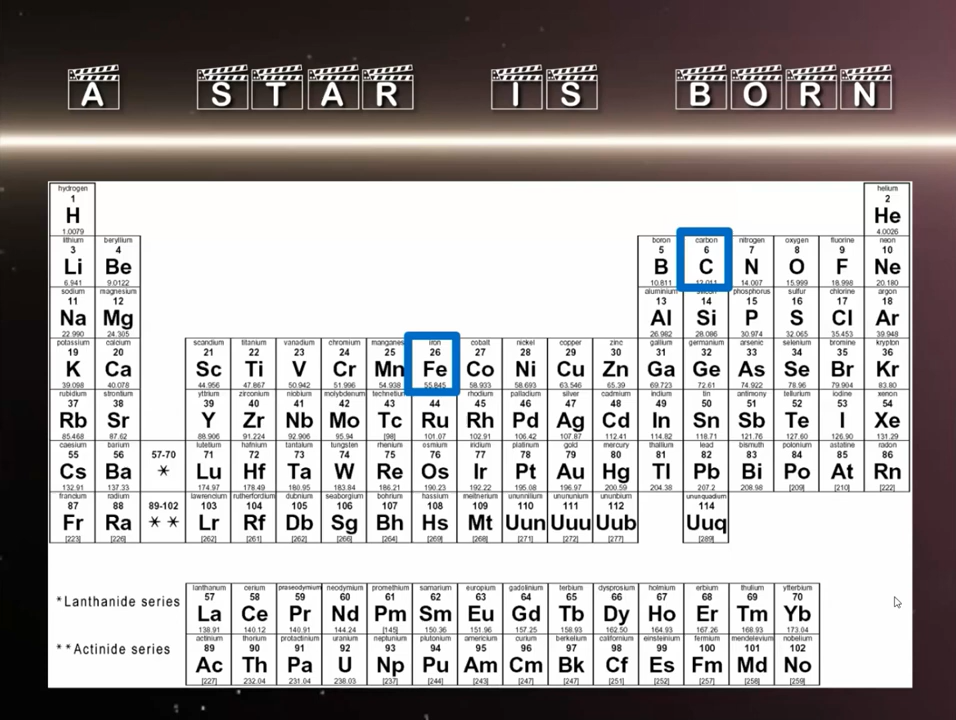 A STAR IS BORN
hydrogen helium
1 2
H He
1.0079 4.0026
lithium beryllium boron carbon nitrogen oxygen fluorine neon
3 4 5 6 7 8 9 10
Li Be B C N O F Ne
6.941 9.0122 10.811 12.011 14.007 15.999 18.998 20.180
sodium magnesium aluminium silicon phosphorus sulfur chlorine argon
11 12 13 14 15 16 17 18
Na Mg Al Si P S Cl Ar
22.990 24.305 26.982 28.086 30.974 32.065 35.453 39.948
potassium calcium scandium titanium vanadium chromium manganes iron cobalt nickel copper zinc gallium germanium arsenic selenium bromine krypton
19 20 21 22 23 24 25 26 27 28 29 30 31 32 33 34 35 36
K Ca Sc Ti V Cr Mn Fe Co Ni Cu Zn Ga Ge As Se Br Kr
39.098 40.078 44.956 47.867 50.942 51.996 54.938 55.845 58.933 58.693 63.546 65.39 69.723 72.61 74.922 78.96 79.904 83.80
rubidium strontium yttrium zirconium niobium molybdenum technetium rhodium palladium silver cadmium indium tin antimony tellurium iodine xenon
37 38 39 40 41 42 43 44 45 46 47 48 49 50 51 52 53 54
Rb Sr Y Zr Nb Mo Tc Ru Rh Pd Ag Cd In Sn Sb Te I Xe
85.468 87.62 88.906 91.224 92.906 95.94 [98] 101.07 102.91 106.42 107.87 112.41 114.82 118.71 121.76 127.60 126.90 131.29
caesium barium lutetium hafnium tantalum tungsten rhenium osmium iridium platinum gold mercury thallium lead bismuth polonium astatine radon
55 56 57-70 71 72 73 74 75 76 77 78 79 80 81 82 83 84 85 86
Cs Ba * Lu Hf Ta W Re Os Ir Pt Au Hg Tl Pb Bi Po At Rn
132.91 137.33 174.97 178.49 180.95 183.84 186.21 190.23 192.22 195.08 196.97 200.59 204.38 207.2 208.98 [209] [210] [222]
francium radium lawrencium rutherfordium dubnium seaborgium bohrium hassium meitnerium ununnilium unununium ununbium ununquadium
87 88 89-102 103 104 105 106 107 108 109 110 111 112 114
Fr Ra * * Lr Rf Db Sg Bh Hs Mt Uun Uuu Uub Uuq
[223] [226] [262] [261] [262] [266] [264] [269] [268] [271] [272] [277] [289]
lanthanum cerium praseodymium neodymium promethium samarium europium gadolinium terbium dysprosium holmium erbium thulium ytterbium
57 58 59 60 61 62 63 64 65 66 67 68 69 70
*Lanthanide series La Ce Pr Nd Pm Sm Eu Gd Tb Dy Ho Er Tm Yb
138.91 140.12 140.91 144.24 [145] 150.36 151.96 157.25 158.93 162.50 164.93 167.26 168.93 173.04
actinium thorium protactinium uranium neptunium plutonium americium curium berkelium californium einsteinium fermium mendelevium nobelium
89 90 91 92 93 94 95 96 97 98 99 100 101 102
**Actinide series Ac Th Pa U Np Pu Am Cm Bk Cf Es Fm Md No
[227] 232.04 231.04 238.03 [237] [244] [243] [247] [247] [251] [252] [257] [258] [259]